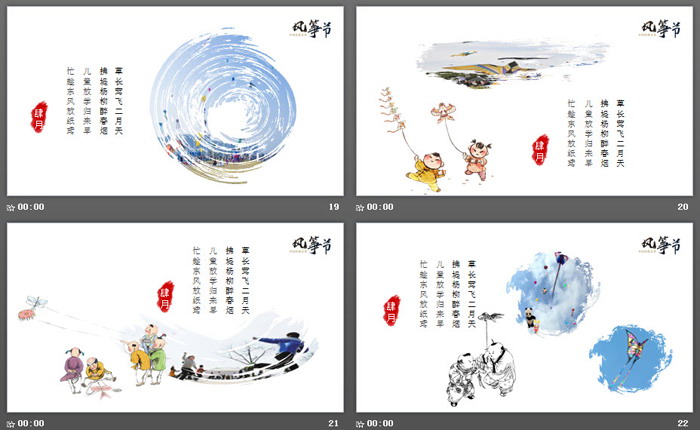 风筝节
草长莺飞二月天
拂堤杨柳醉春烟
儿童放学归来早
忙趁东风放纸鸢
肆月
00:00
19
风筝节
草长莺飞二月天
拂堤杨柳醉春烟
儿童放学归来早
忙趁东风放纸鸢
肆月
00:00
20
风筝节
草长莺飞二月天
拂堤杨柳醉春烟
儿童放学归来早
忙趁东风放纸鸢
肆月
00:00
21
风筝节
草长莺飞二月天
拂堤杨柳醉春烟
儿童放学归来早
忙趁东风放纸鸢
肆月
00:00
22